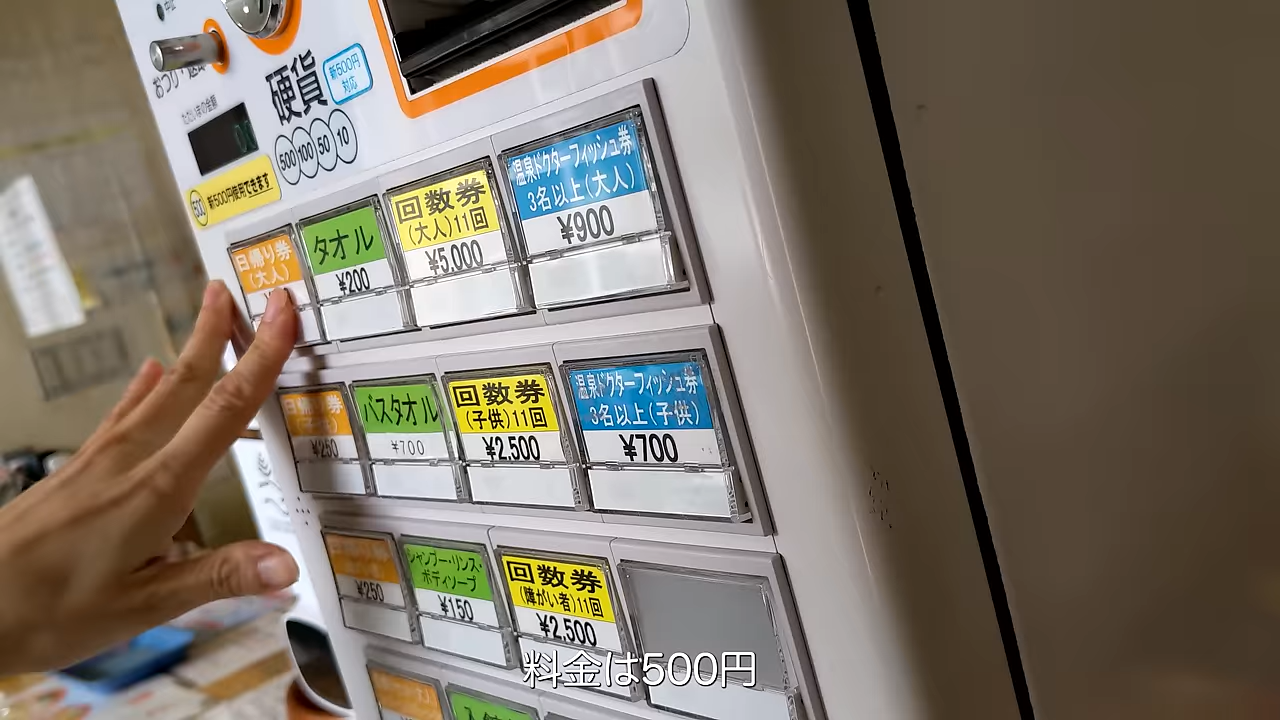 硬貨
新500円
対応
500 100 50 10
新500円使用できます
日帰り券
(大人)
タオル
¥200
回数券
(大人)11回
¥5,000
温泉ドクターフィッシュ券
3名以上(大人)
¥900
日帰り券
¥250
バスタオル
¥700
回数券
(子供)11回
¥2,500
温泉ドクターフィッシュ券
3名以上(子供)
¥700
¥250
シャンプー・リンス・
ボディソープ
¥150
回数券
(障がい者)11回
¥2,500
料金は500円